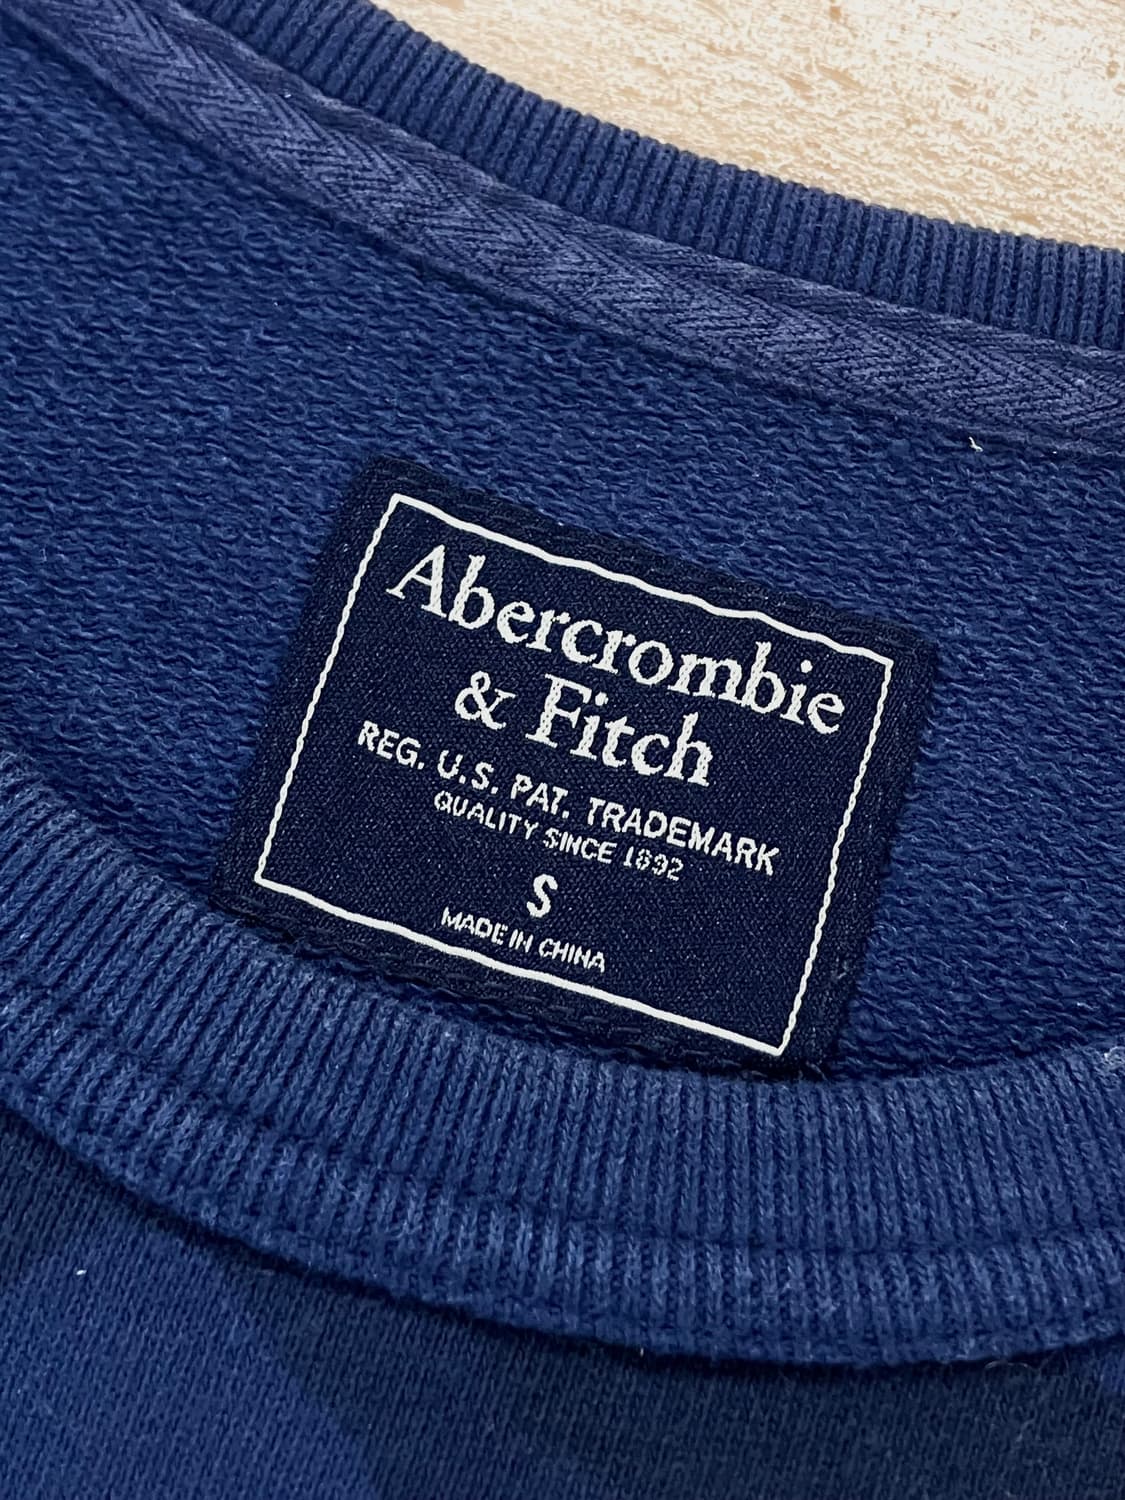 Abercrombie
& Fitch
REG. U.S. PAT. TRADEMARK
QUALITY SINCE 1892
S
MADE IN CHINA